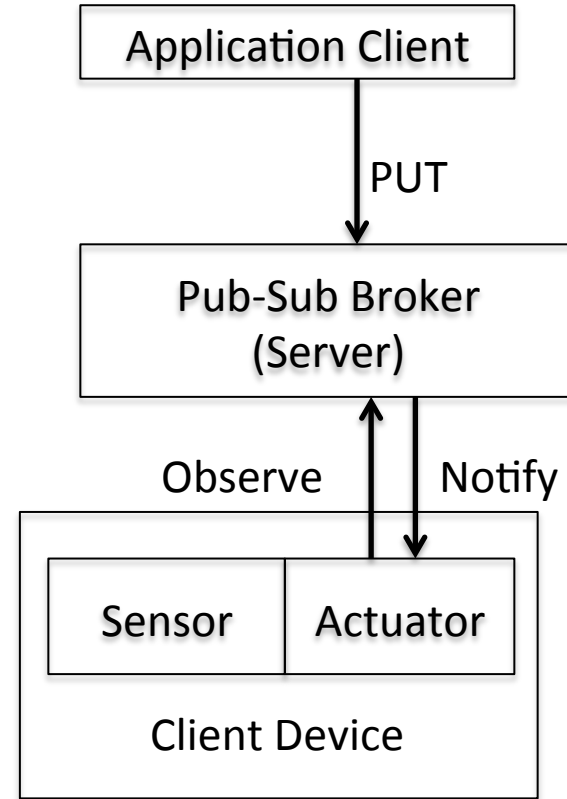 Application Client
PUT
Pub-Sub Broker
(Server)
Observe
Notify
Sensor
Actuator
Client Device